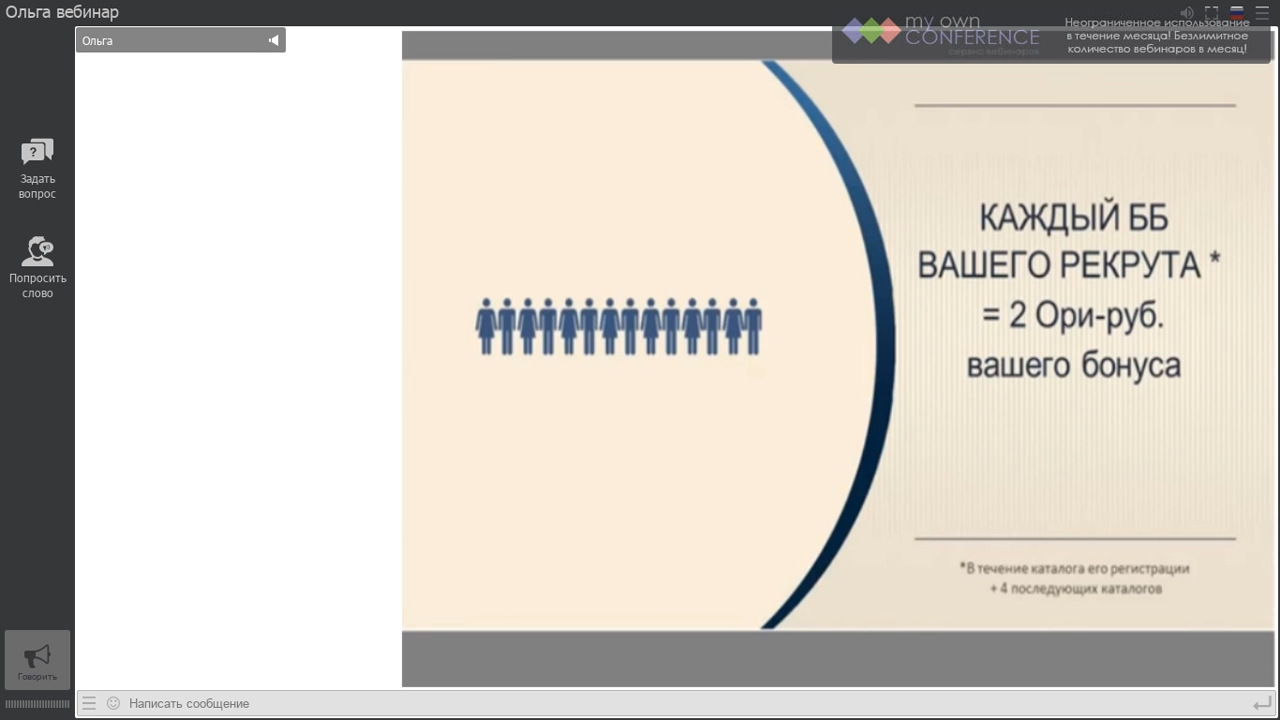 Ольга вебинар
Ольга
my own
CONFERENCE
сервис вебинаров
Неограниченное использование
в течение месяца! Безлимитное
количество вебинаров в месяц!
Задать
вопрос
Попросить
слово
КАЖДЫЙ ББ
ВАШЕГО РЕКРУТА *
= 2 Ори-руб.
вашего бонуса
*В течение каталога его регистрации
+ 4 последующих каталогов
Говорить
Написать сообщение